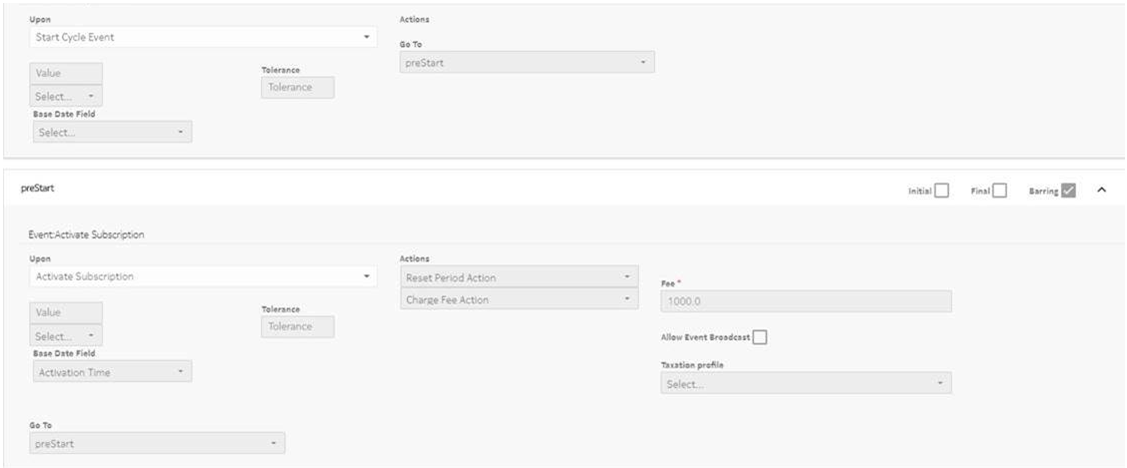 Upon
Actions
Start Cycle Event
Go To
preStart
Value
Tolerance
Tolerance
Select...
Base Date Field
Select...
preStart
Initial
Final
Barring
Event:Activate Subscription
Upon
Actions
Activate Subscription
Reset Period Action
Charge Fee Action
Fee *
1000.0
Value
Tolerance
Tolerance
Select...
Allow Event Broadcast
Base Date Field
Activation Time
Taxation profile
Select...
Go To
preStart